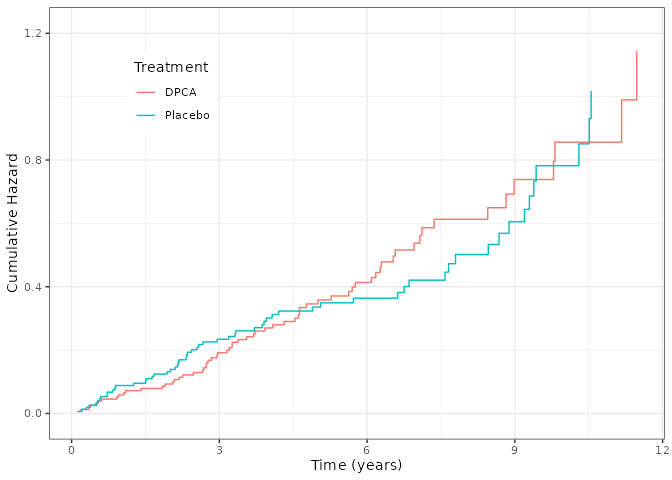 1.2
0.8
0.4
0.0
Cumulative Hazard
Treatment
DPCA
Placebo
0 3 6 9 12
Time (years)